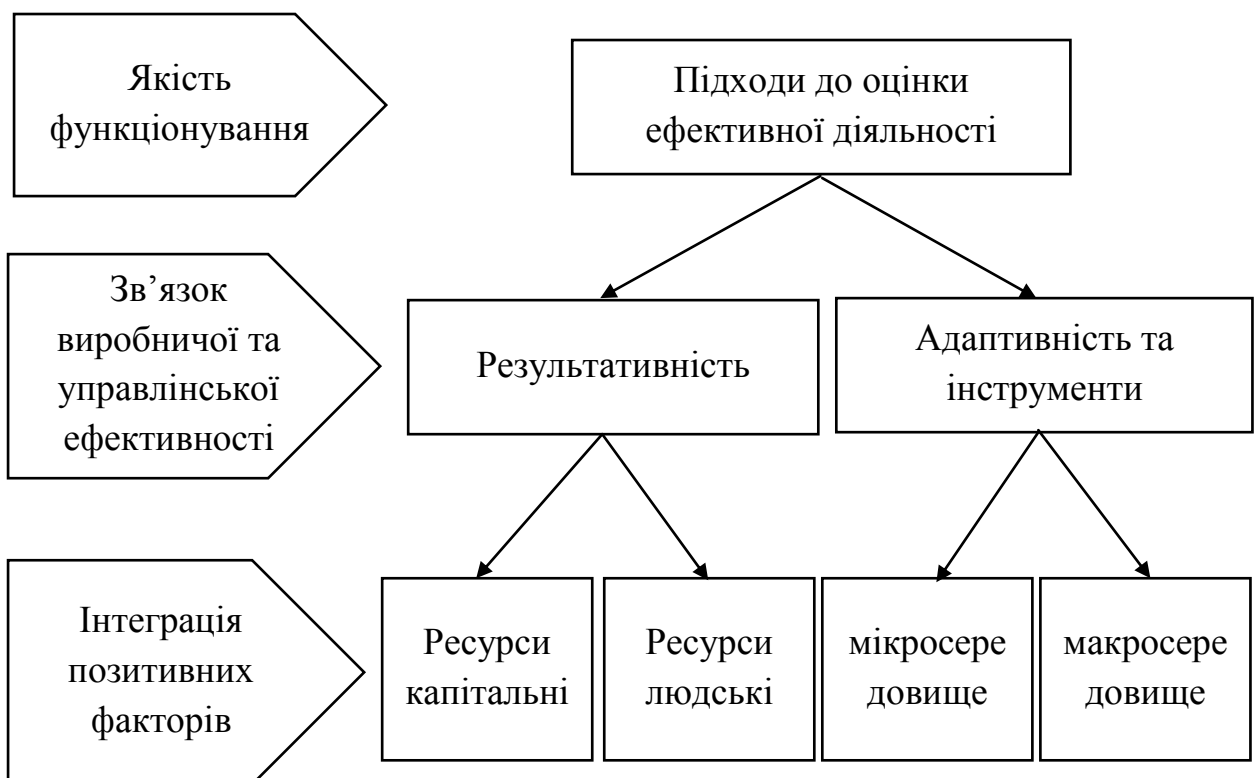 Якість
функціонування
Підходи до оцінки
ефективної діяльності
Зв’язок
виробничої та
управлінської
ефективності
Результативність
Адаптивність та
інструменти
Інтеграція
позитивних
факторів
Ресурси
капітальні
Ресурси
людські
мікросере
довище
макросере
довище